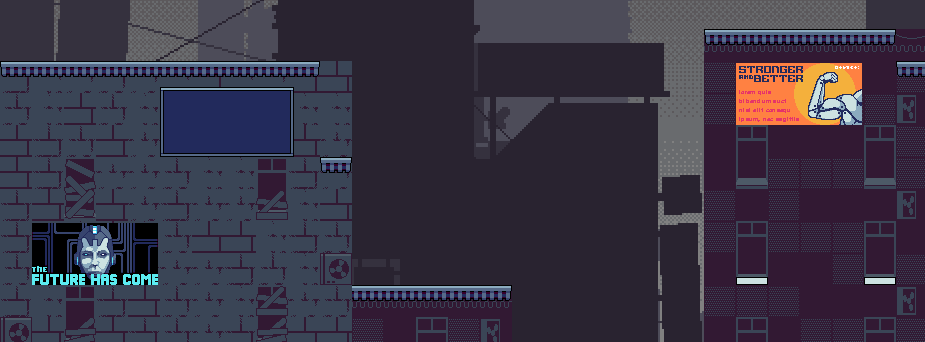 STRONGER
AND BETTER
lorem quis
bibendum auct
nisi elit consequ
ipsum, nec sagittis
THE
FUTURE HAS COME